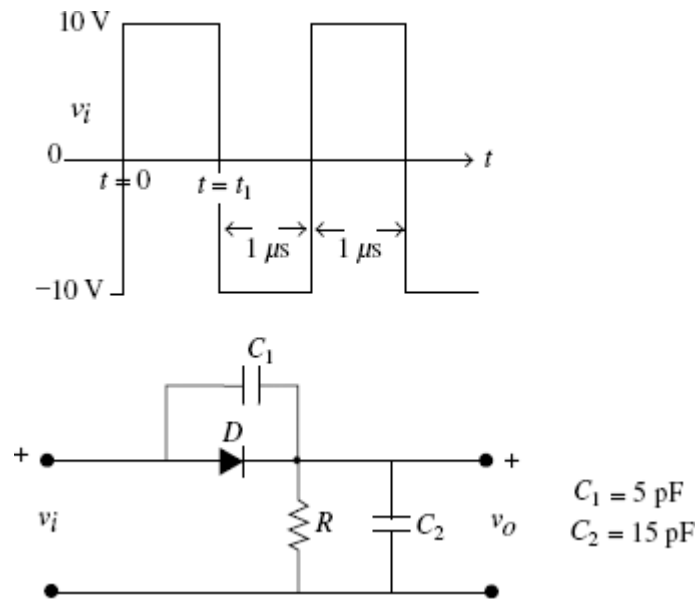 10 V
v_i
0
t
t = 0
t = t_1
1 μs
1 μs
−10 V
C_1
D
+
+
v_i
R
C_2
v_o
C_1 = 5 pF
C_2 = 15 pF